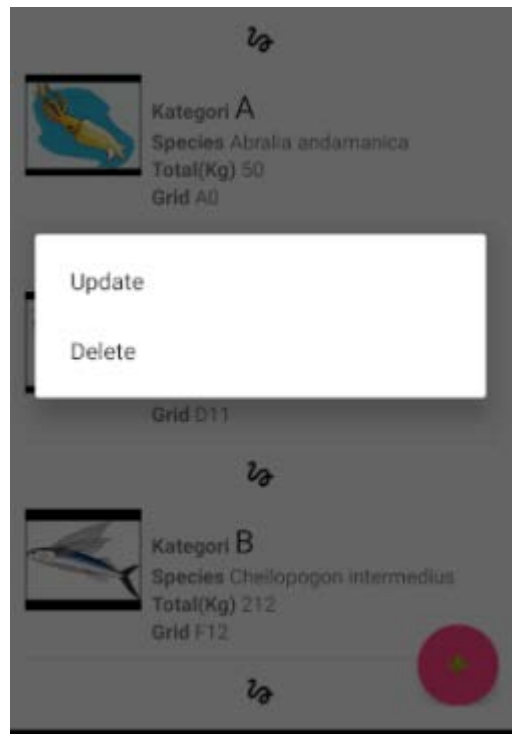 Kategori A
Species Abralia andamanica
Total(Kg) 50
Grid A0
Update
Delete
Grid D11
Kategori B
Species Cheilopogon intermedius
Total(Kg) 212
Grid F12
+